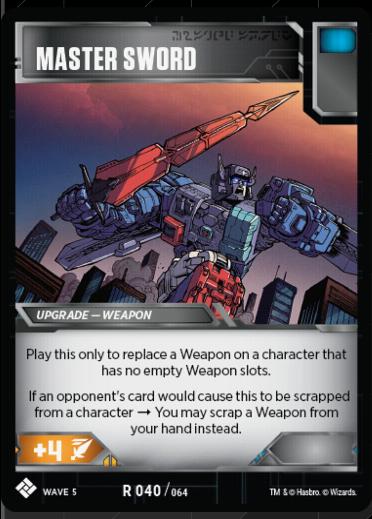 MASTER SWORD
UPGRADE — WEAPON
Play this only to replace a Weapon on a character that
has no empty Weapon slots.
If an opponent's card would cause this to be scrapped
from a character → You may scrap a Weapon from
your hand instead.
+4
WAVE 5 R 040/064 TM & © Hasbro. © Wizards.